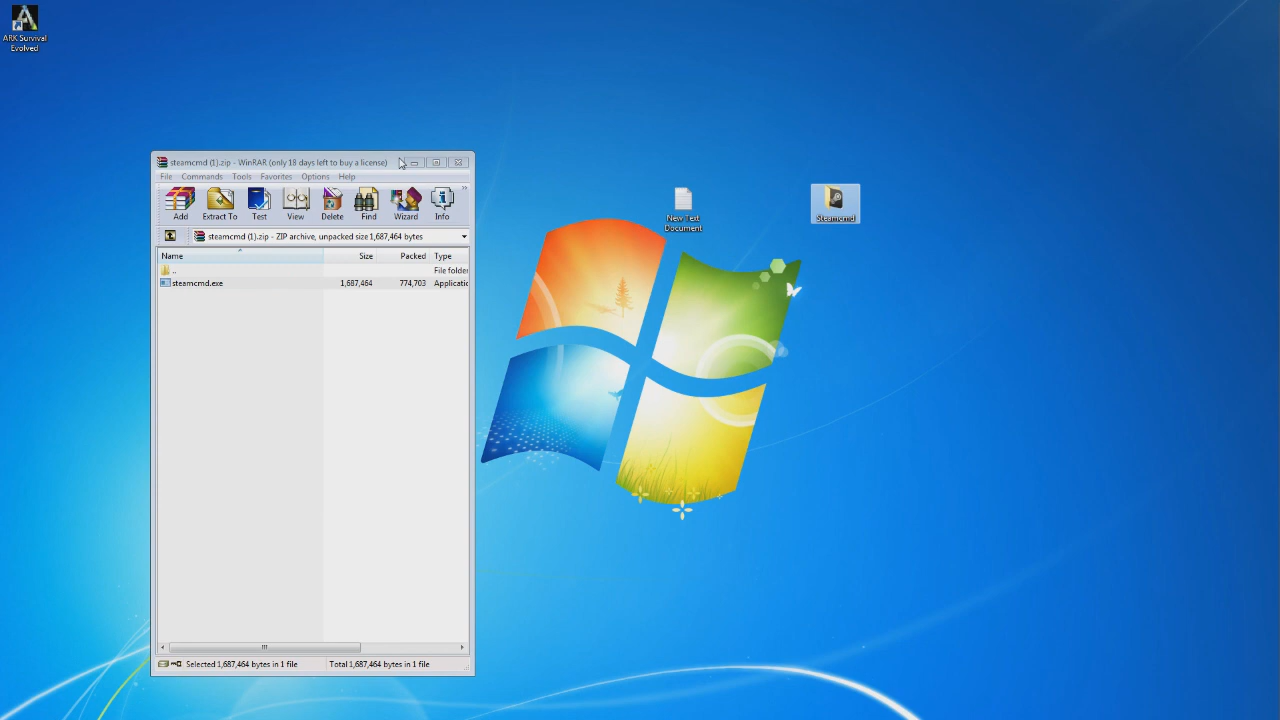 ARK Survival
Evolved
steamcmd (1).zip - WinRAR (only 18 days left to buy a license)
File Commands Tools Test Favorites Options Help
Add Extract To Test View Delete Find Wizard Info
steamcmd (1).zip - ZIP archive, unpacked size 1,687,464 bytes
Name Size Packed Type
.. File folder
steamcmd.exe 1,687,464 774,703 Applicatic
Selected 1,687,464 bytes in 1 file Total 1,687,464 bytes in 1 file
New Text
Document
Steamcmd